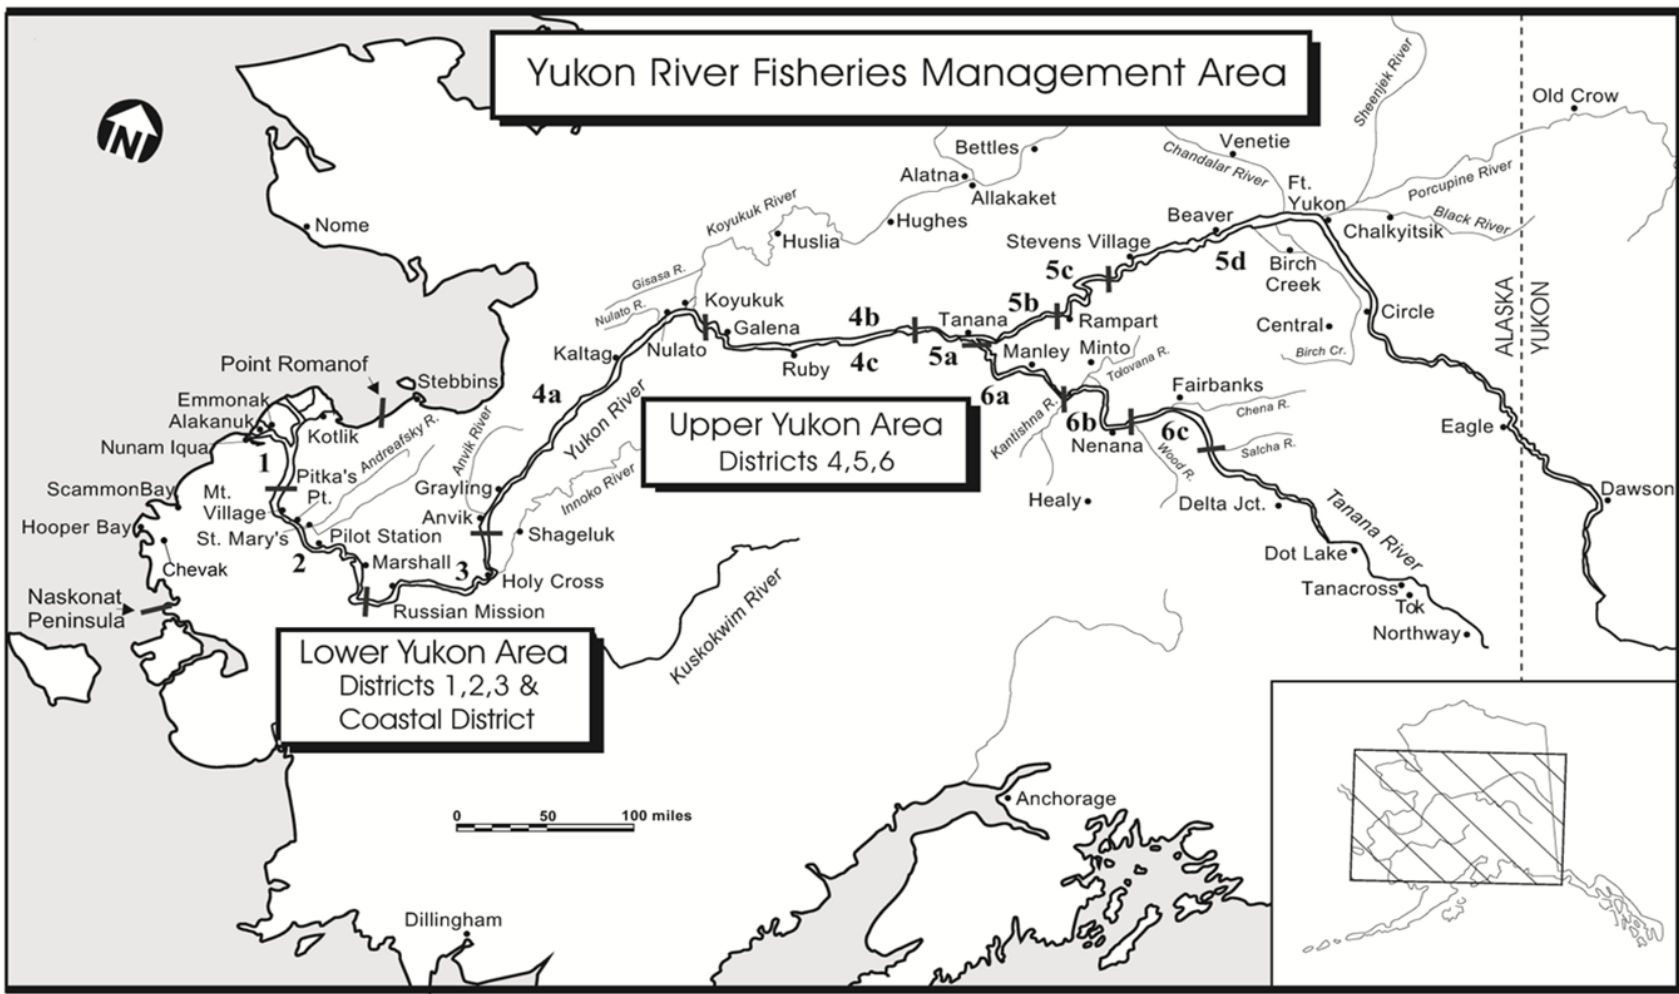 Yukon River Fisheries Management Area
N
Old Crow
Sheenjek River
Venetie
Chandalar River
Bettles
Alatna
Allakaket
Porcupine River
Ft.
Yukon
Black River
Chalkyitsik
Beaver
Koyukuk River
Hughes
Huslia
Nome
Stevens Village
5c
5d
Birch
Creek
Gisasa R.
Nulato R.
Koyukuk
Galena
4b
5b
Tanana
Rampart
Central
Circle
ALASKA
YUKON
Kaltag
Nulato
Ruby
4c
5a
Manley
Minto
Tolovana R.
Birch Cr.
Point Romanof
Stebbins
4a
6a
Fairbanks
Chena R.
Emmonak
Alakanuk
Nunam Iqua
Kotlik
Andreafsky R.
Anvik River
Yukon River
Upper Yukon Area
Districts 4,5,6
Kantishna R.
6b
Nenana
6c
Wood R.
Salcha R.
Eagle
1
ScammonBay
Mt.
Village
Pitka's
Pt.
Grayling
Innoko River
Healy
Delta Jct.
Tanana River
Dawson
Hooper Bay
St. Mary's
Pilot Station
Anvik
Shageluk
Chevak
2
Marshall
3
Holy Cross
Dot Lake
Naskonat
Peninsula
Russian Mission
Kuskokwim River
Tanacross
Tok
Northway
Lower Yukon Area
Districts 1,2,3 &
Coastal District
0 50 100 miles
Anchorage
Dillingham